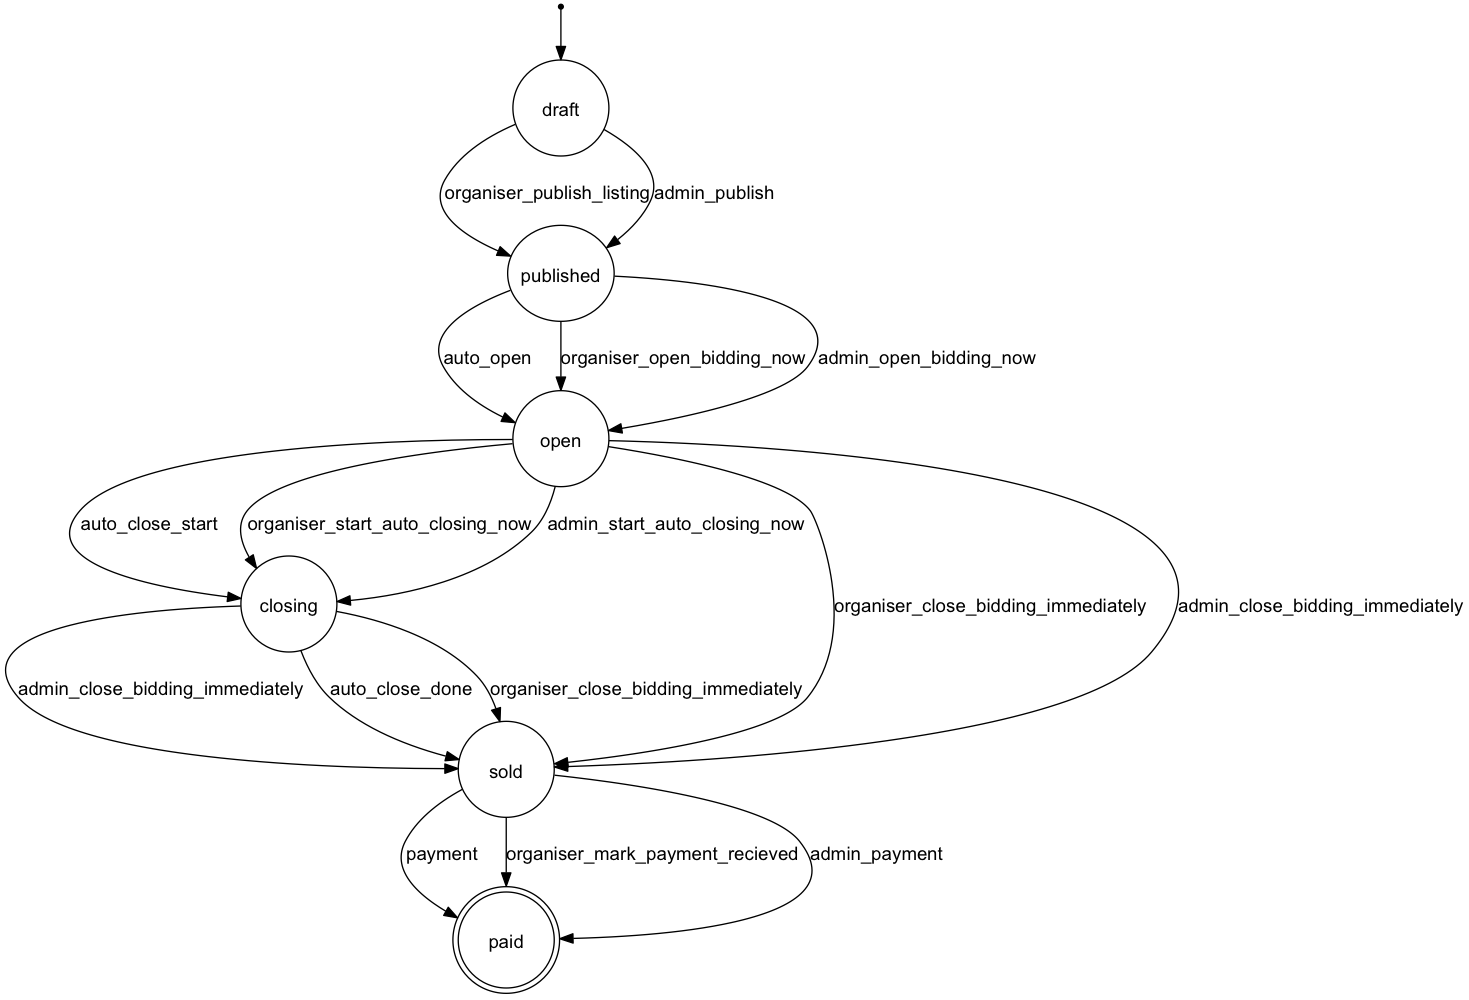 draft
organiser_publish_listing
admin_publish
published
auto_open
organiser_open_bidding_now
admin_open_bidding_now
open
auto_close_start
organiser_start_auto_closing_now
admin_start_auto_closing_now
closing
organiser_close_bidding_immediately
admin_close_bidding_immediately
admin_close_bidding_immediately
auto_close_done
organiser_close_bidding_immediately
sold
payment
organiser_mark_payment_recieved
admin_payment
paid